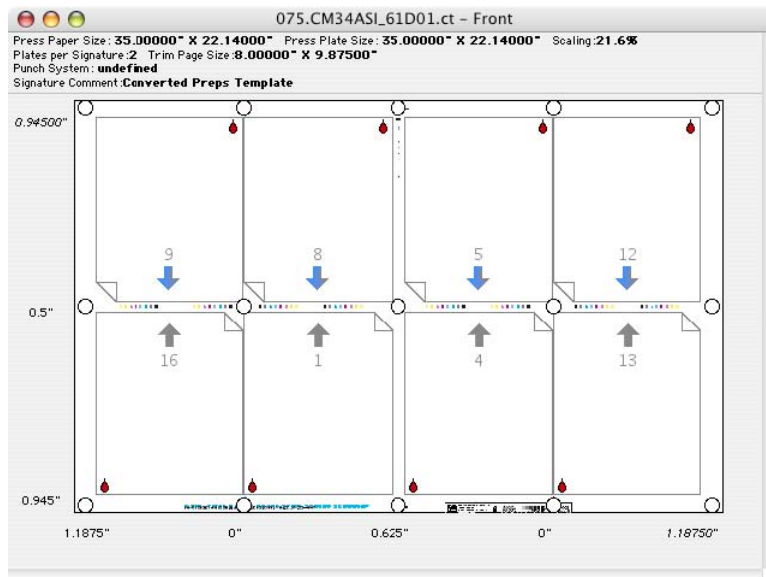 075.CM34ASI_61D01.ct - Front
Press Paper Size: 35.00000" X 22.14000" Press Plate Size: 35.00000" X 22.14000" Scaling:21.6%
Plates per Signature:2 Trim Page Size:8.00000" X 9.87500"
Punch System: undefined
Signature Comment:Converted Preps Template
0.94500"
9 8 5 12
0.5"
16 1 4 13
0.945"
1.1875" 0" 0.625" 0" 1.18750"